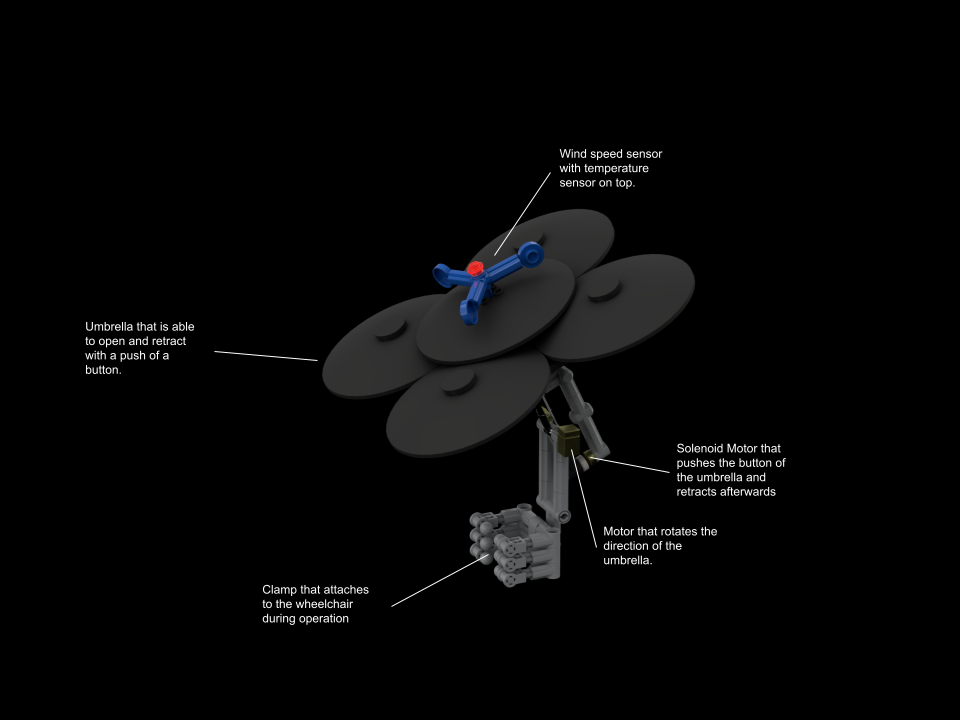 Wind speed sensor
with temperature
sensor on top.
Umbrella that is able
to open and retract
with a push of a
button.
Solenoid Motor that
pushes the button of
the umbrella and
retracts afterwards
Motor that rotates the
direction of the
umbrella.
Clamp that attaches
to the wheelchair
during operation